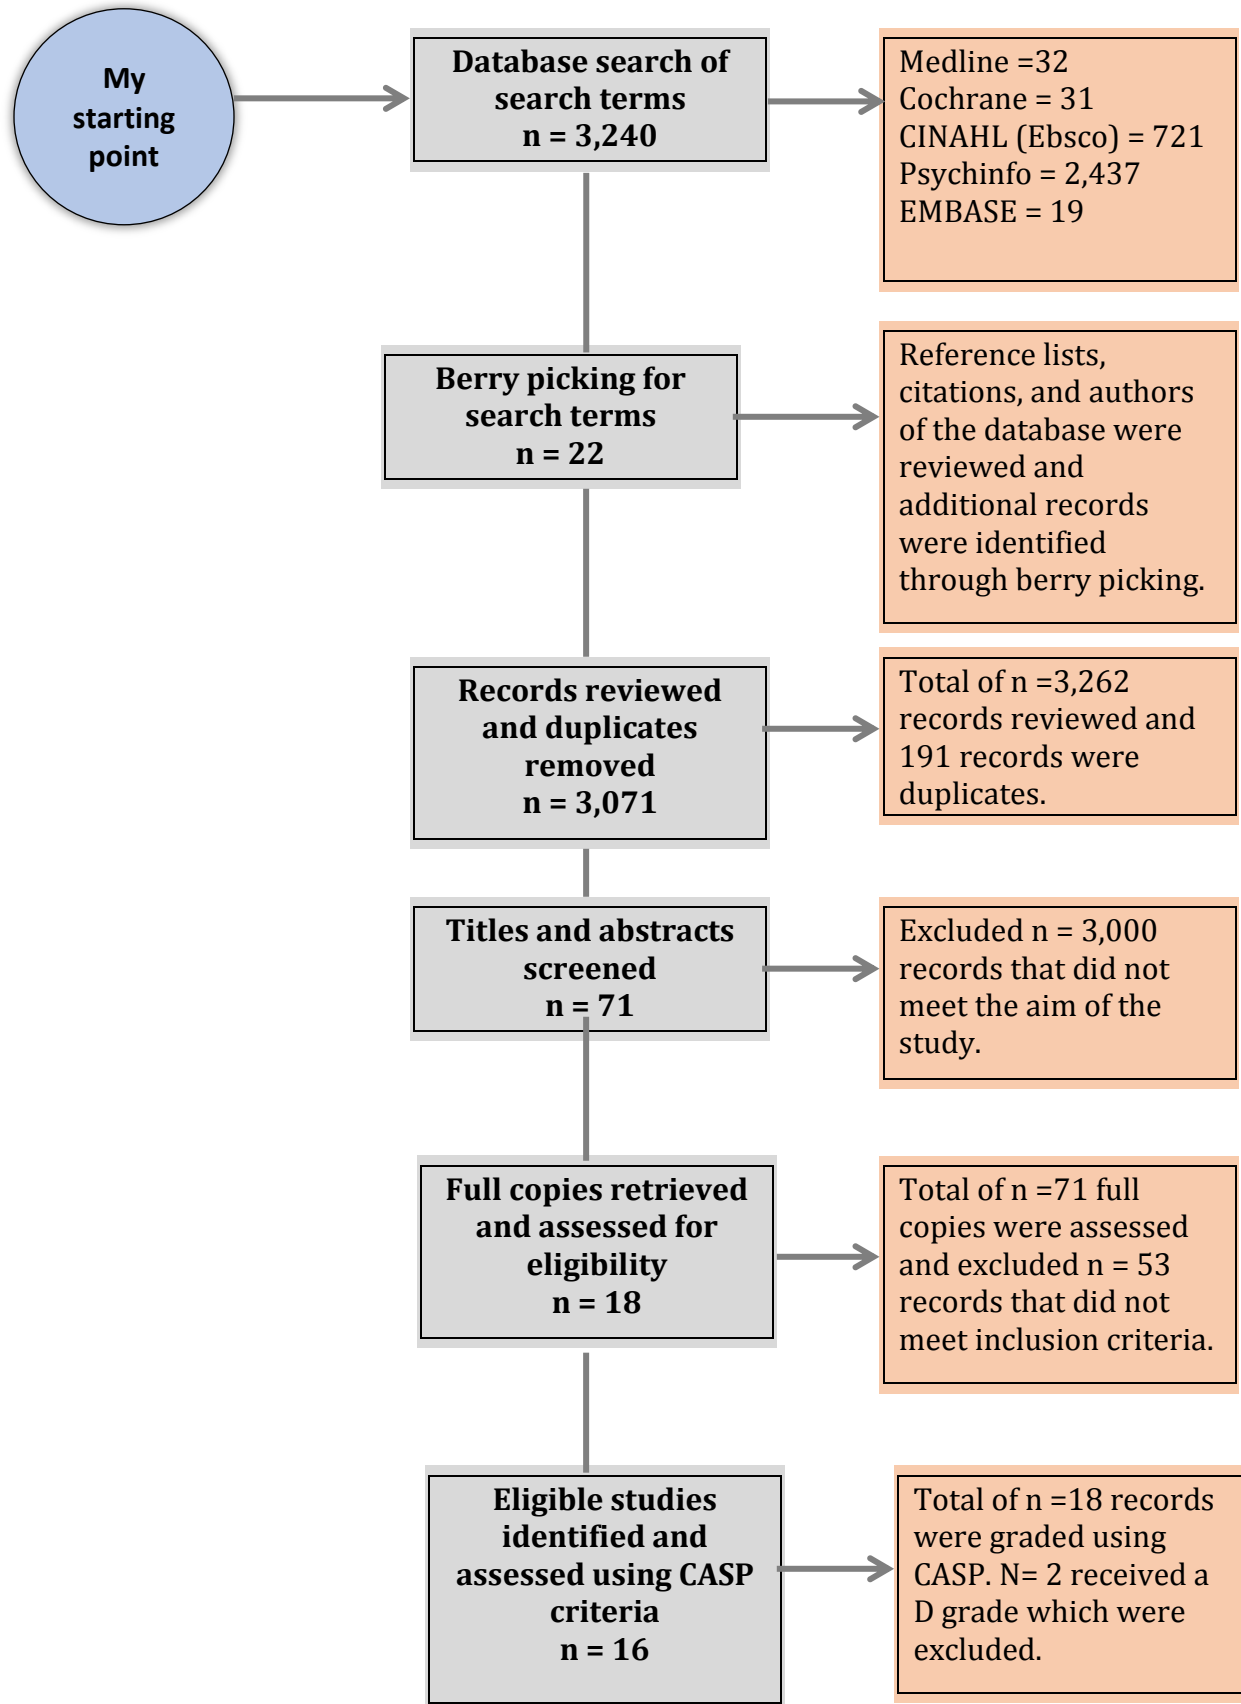 My
starting
point
Database search of
search terms
n = 3,240
Medline =32
Cochrane = 31
CINAHL (Ebsco) = 721
Psychinfo = 2,437
EMBASE = 19
Berry picking for
search terms
n = 22
Reference lists,
citations, and authors
of the database were
reviewed and
additional records
were identified
through berry picking.
Records reviewed
and duplicates
removed
n = 3,071
Total of n =3,262
records reviewed and
191 records were
duplicates.
Titles and abstracts
screened
n = 71
Excluded n = 3,000
records that did not
meet the aim of the
study.
Full copies retrieved
and assessed for
eligibility
n = 18
Total of n =71 full
copies were assessed
and excluded n = 53
records that did not
meet inclusion criteria.
Eligible studies
identified and
assessed using CASP
criteria
n = 16
Total of n =18 records
were graded using
CASP. N= 2 received a
D grade which were
excluded.